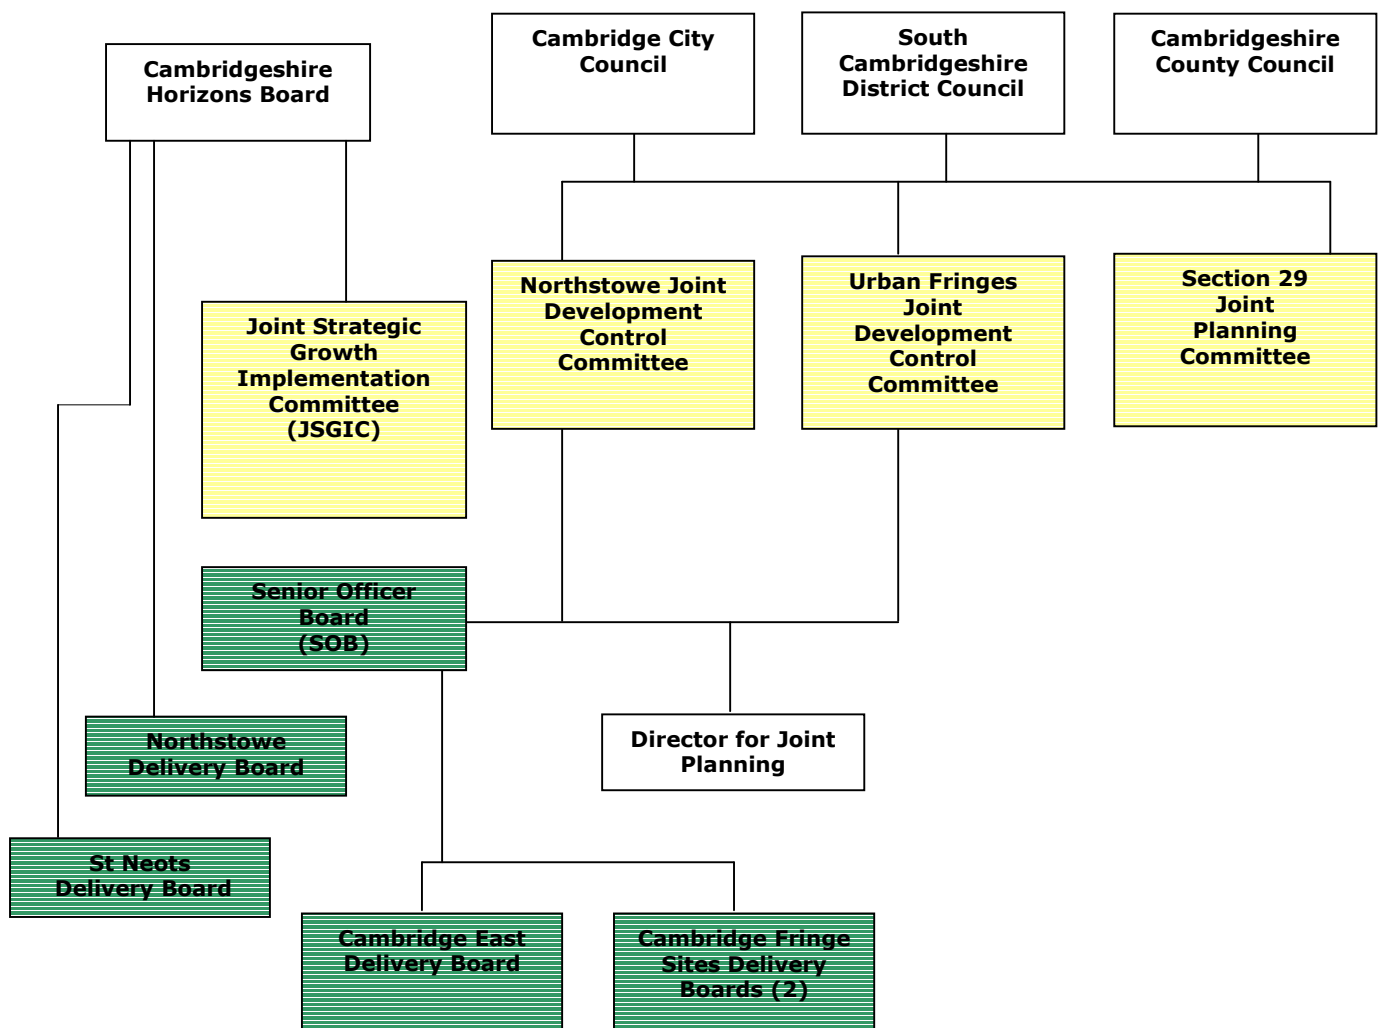 Cambridgeshire
Horizons Board
Cambridge City
Council
South
Cambridgeshire
District Council
Cambridgeshire
County Council
Joint Strategic
Growth
Implementation
Committee
(JSGIC)
Northstowe Joint
Development
Control
Committee
Urban Fringes
Joint
Development
Control
Committee
Section 29
Joint
Planning
Committee
Senior Officer
Board
(SOB)
Northstowe
Delivery Board
Director for Joint
Planning
St Neots
Delivery Board
Cambridge East
Delivery Board
Cambridge Fringe
Sites Delivery
Boards (2)